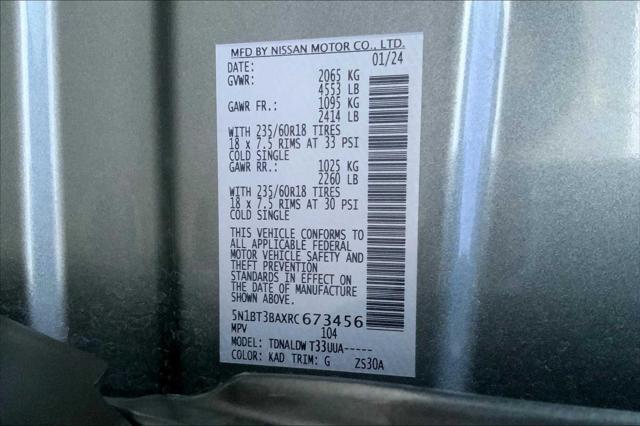 MFD BY NISSAN MOTOR CO., LTD.
DATE: 01/24
GVWR: 2065 KG
4553 LB
GAWR FR.: 1095 KG
2414 LB
WITH 235/60R18 TIRES
18 x 7.5 RIMS AT 33 PSI
COLD SINGLE
GAWR RR.: 1025 KG
2260 LB
WITH 235/60R18 TIRES
18 x 7.5 RIMS AT 30 PSI
COLD SINGLE
THIS VEHICLE CONFORMS TO
ALL APPLICABLE FEDERAL
MOTOR VEHICLE SAFETY AND
THEFT PREVENTION
STANDARDS IN EFFECT ON
THE DATE OF MANUFACTURE
SHOWN ABOVE.
5N1BT3BAXRC673456
MPV 104
MODEL: TDNALDW T33UUA-----
COLOR: KAD TRIM: G ZS30A